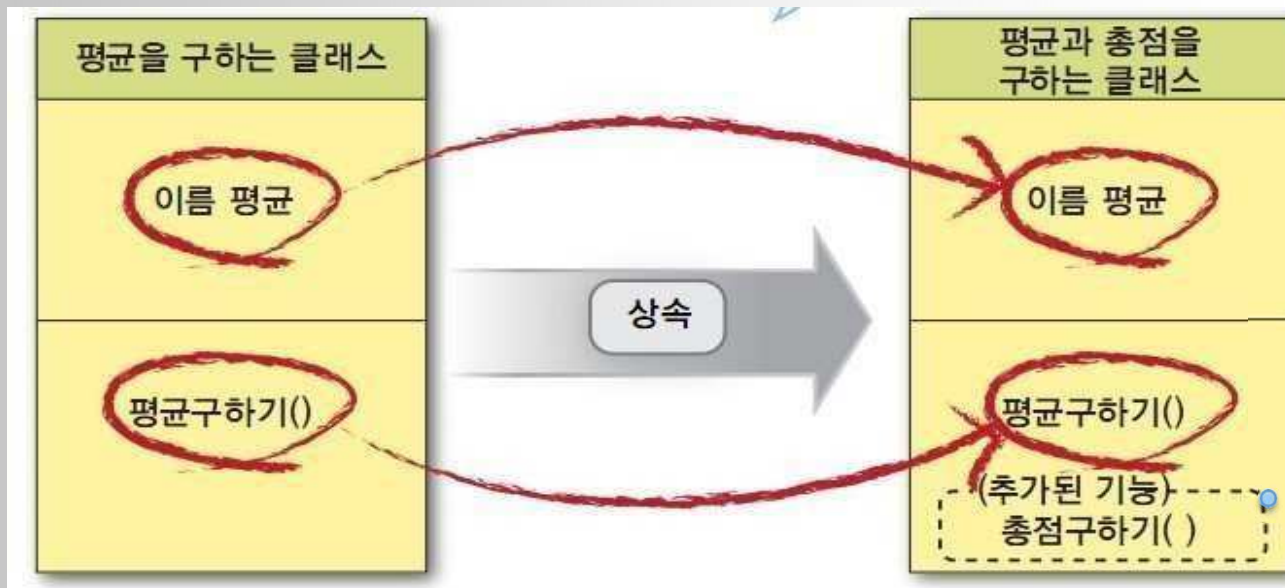 평균을 구하는 클래스
이름 평균
평균구하기()
상속
평균과 총점을
구하는 클래스
이름 평균
평균구하기()
(추가된 기능)
총점구하기( )